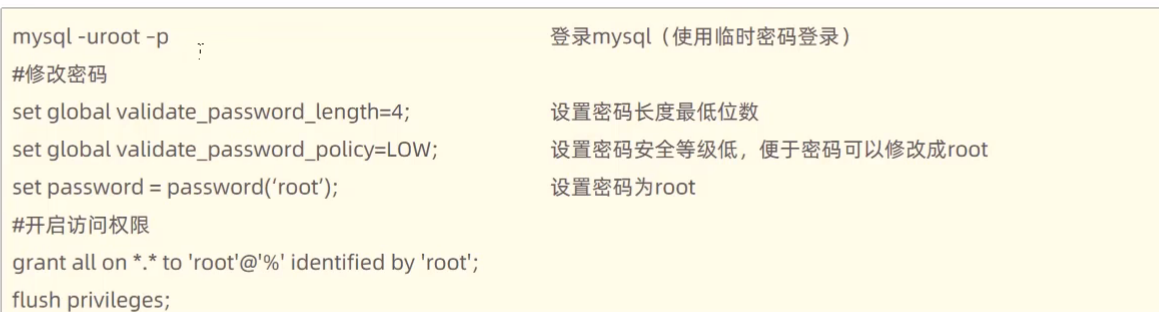 mysql -uroot –p 登录mysql（使用临时密码登录）
#修改密码
set global validate_password_length=4; 设置密码长度最低位数
set global validate_password_policy=LOW; 设置密码安全等级低，便于密码可以修改成root
set password = password(‘root’); 设置密码为root
#开启访问权限
grant all on *.* to 'root'@'%' identified by 'root';
flush privileges;